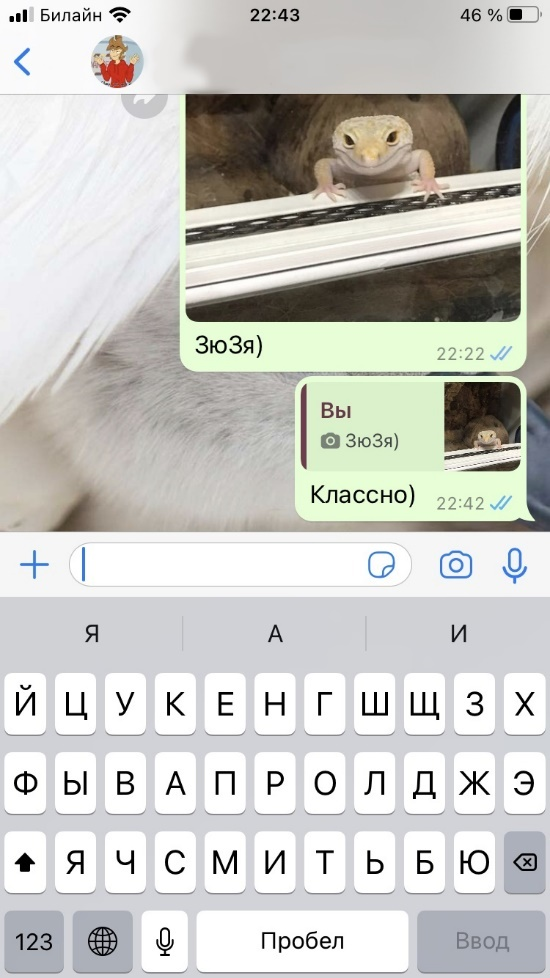 Билайн 22:43 46 %
ЗюЗя)
22:22
Вы
ЗюЗя)
Классно)
22:42
Я А И
Й Ц У К Е Н Г Ш Щ З Х
Ф Ы В А П Р О Л Д Ж Э
Я Ч С М И Т Ь Б Ю
123 Пробел Ввод